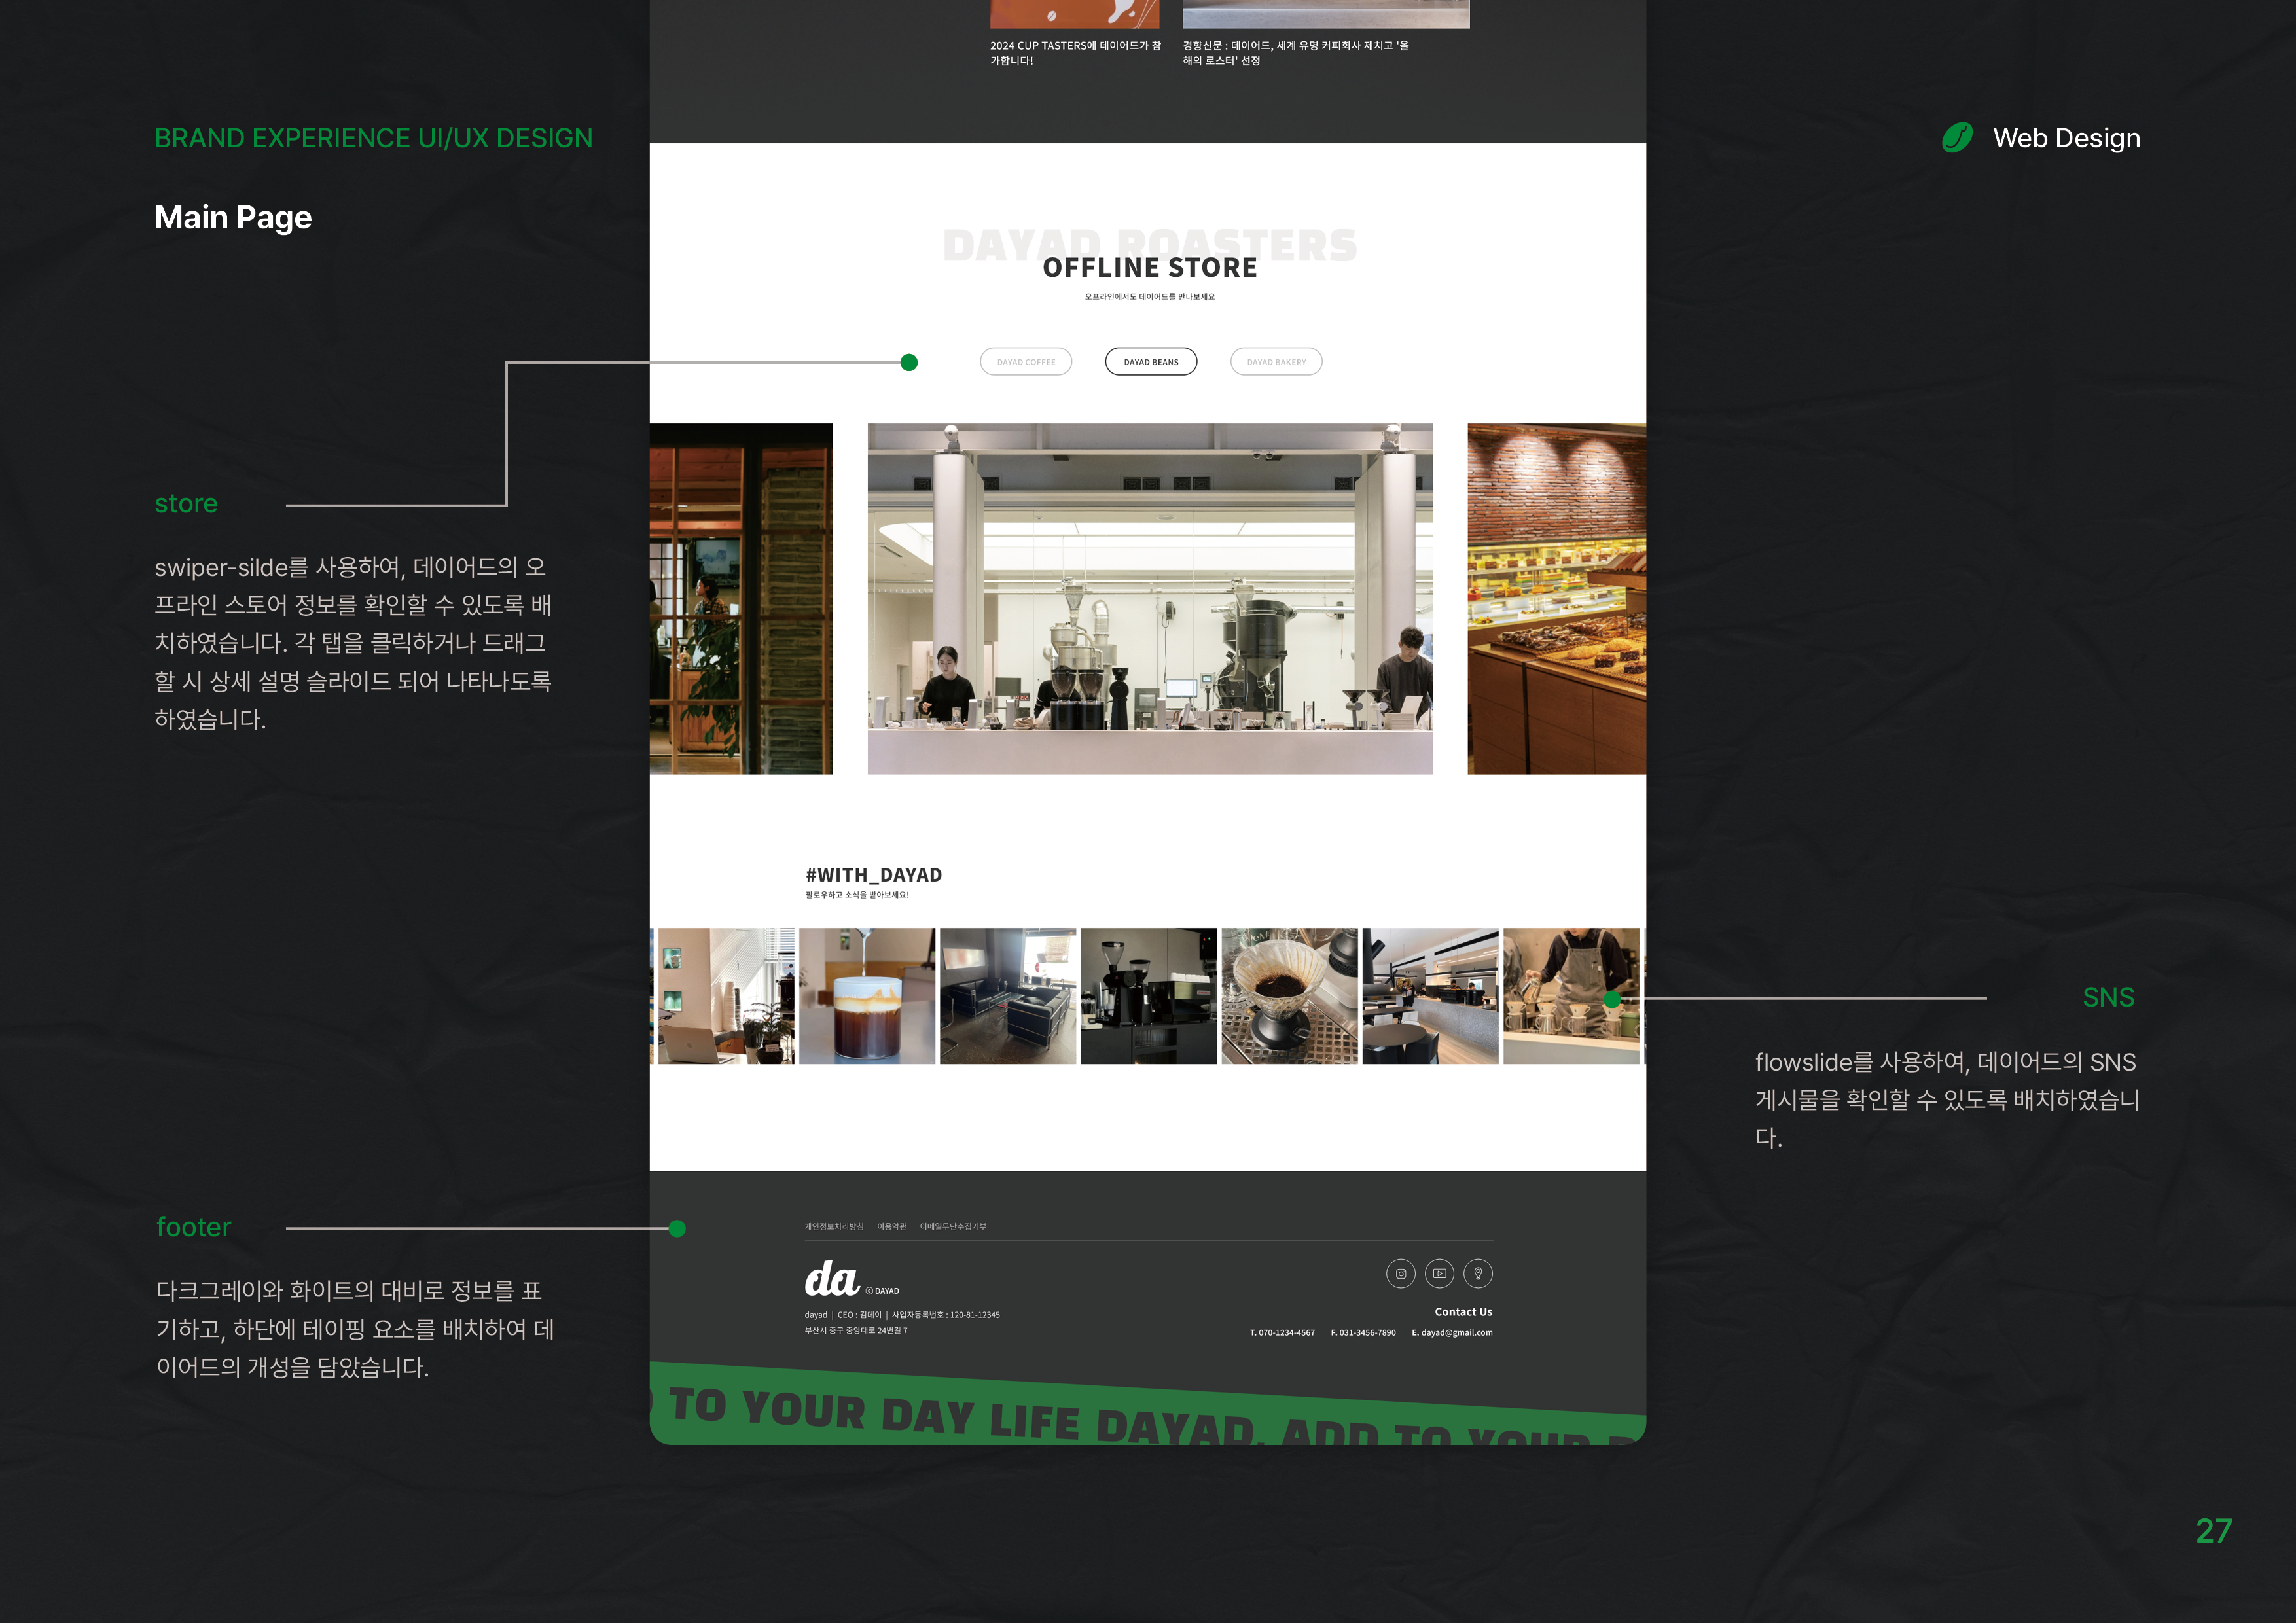 2024 CUP TASTERS에 데이어드가 참
가합니다!
경향신문 : 데이어드, 세계 유명 커피회사 제치고 '올
해의 로스터' 선정
BRAND EXPERIENCE UI/UX DESIGN
Web Design
Main Page
DAYAD ROASTERS
OFFLINE STORE
오프라인에서도 데이어드를 만나보세요
DAYAD COFFEE
DAYAD BEANS
DAYAD BAKERY
store
swiper-silde를 사용하여, 데이어드의 오
프라인 스토어 정보를 확인할 수 있도록 배
치하였습니다. 각 탭을 클릭하거나 드래그
할 시 상세 설명 슬라이드 되어 나타나도록
하였습니다.
#WITH_DAYAD
팔로우하고 소식을 받아보세요!
SNS
flowslide를 사용하여, 데이어드의 SNS
게시물을 확인할 수 있도록 배치하였습니
다.
footer
다크그레이와 화이트의 대비로 정보를 표
기하고, 하단에 테이핑 요소를 배치하여 데
이어드의 개성을 담았습니다.
개인정보처리방침 이용약관 이메일무단수집거부
da ⓒ DAYAD
dayad | CEO : 김데이 | 사업자등록번호 : 120-81-12345
부산시 중구 중앙대로 24번길 7
Contact Us
T. 070-1234-4567 F. 031-3456-7890 E. dayad@gmail.com
TO YOUR DAY LIFE DAYAD, ADD TO YOUR D
27